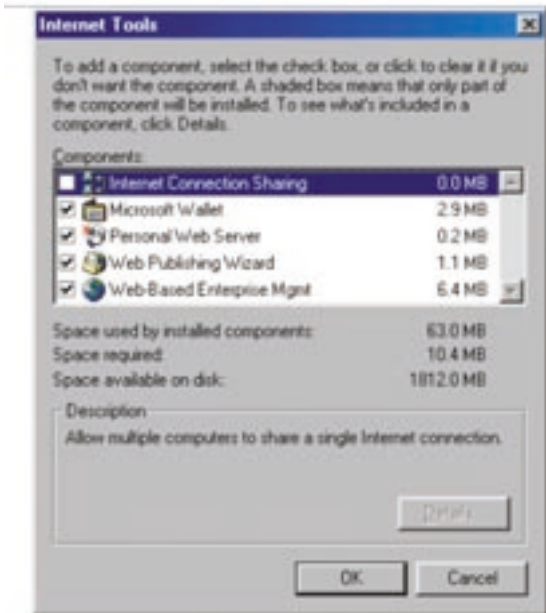 Internet Tools
To add a component, select the check box, or click to clear it if you
don't want the component. A shaded box means that only part of
the component will be installed. To see what's included in a
component, click Details.
Components:
Internet Connection Sharing 0.0 MB
Microsoft Wallet 2.9 MB
Personal Web Server 0.2 MB
Web Publishing Wizard 1.1 MB
Web-Based Enterprise Mgmt 6.4 MB
Space used by installed components: 63.0 MB
Space required: 10.4 MB
Space available on disk: 1812.0 MB
Description
Allow multiple computers to share a single Internet connection.
Details...
OK
Cancel